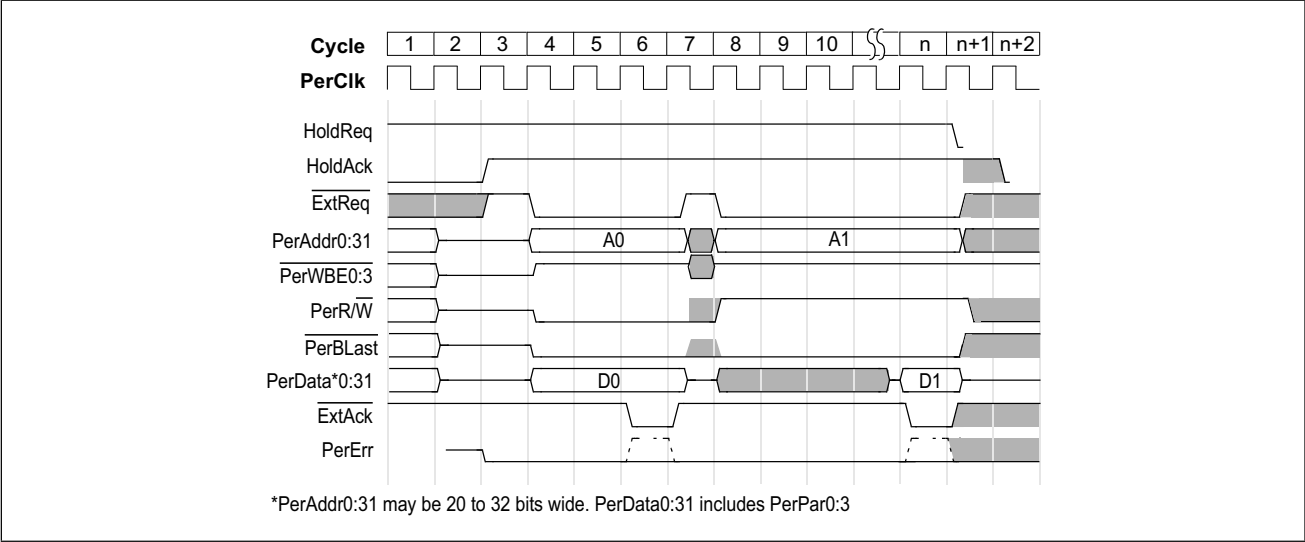 Cycle 1 2 3 4 5 6 7 8 9 10 n n+1 n+2
PerClk
HoldReq
HoldAck
ExtReq
PerAddr0:31 A0 A1
PerWBE0:3
PerR/W
PerBLast
PerData*0:31 D0 D1
ExtAck
PerErr
*PerAddr0:31 may be 20 to 32 bits wide. PerData0:31 includes PerPar0:3